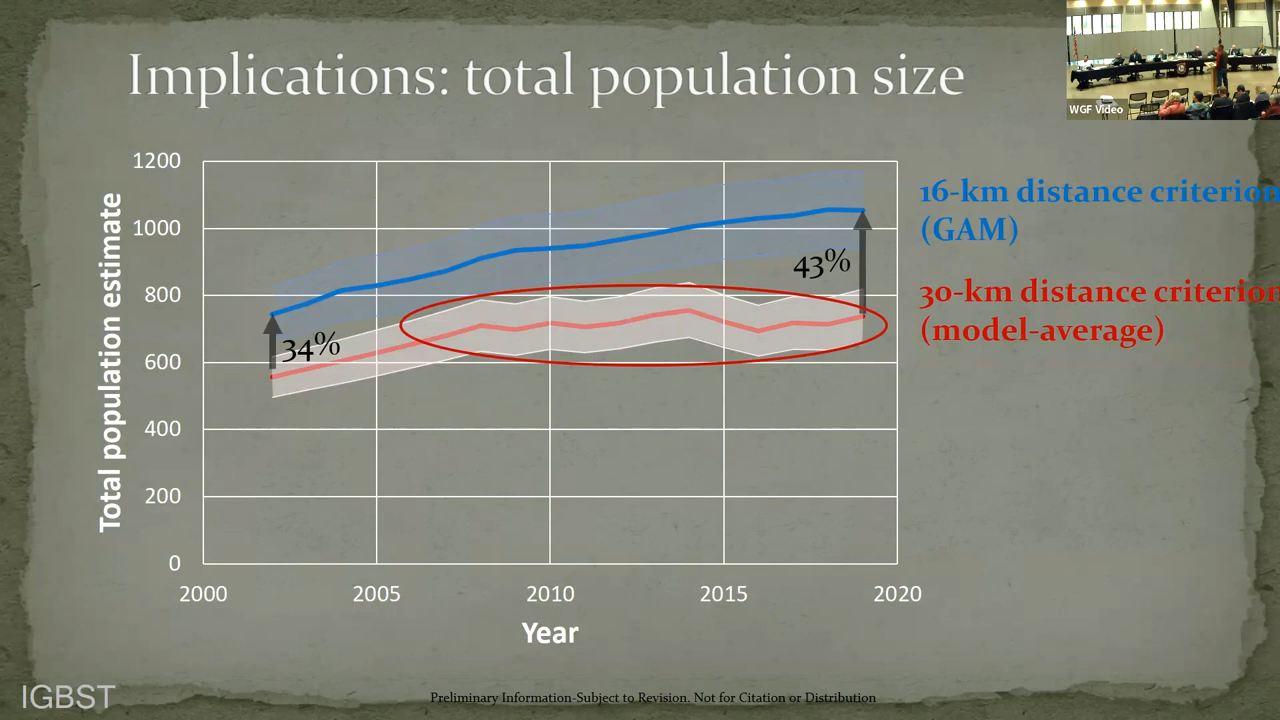 Implications: total population size
WGF Video
1200
1000
800
600
400
200
0
Total population estimate
34%
43%
16-km distance criterion
(GAM)
30-km distance criterion
(model-average)
2000
2005
2010
2015
2020
Year
IGBST
Preliminary Information-Subject to Revision. Not for Citation or Distribution